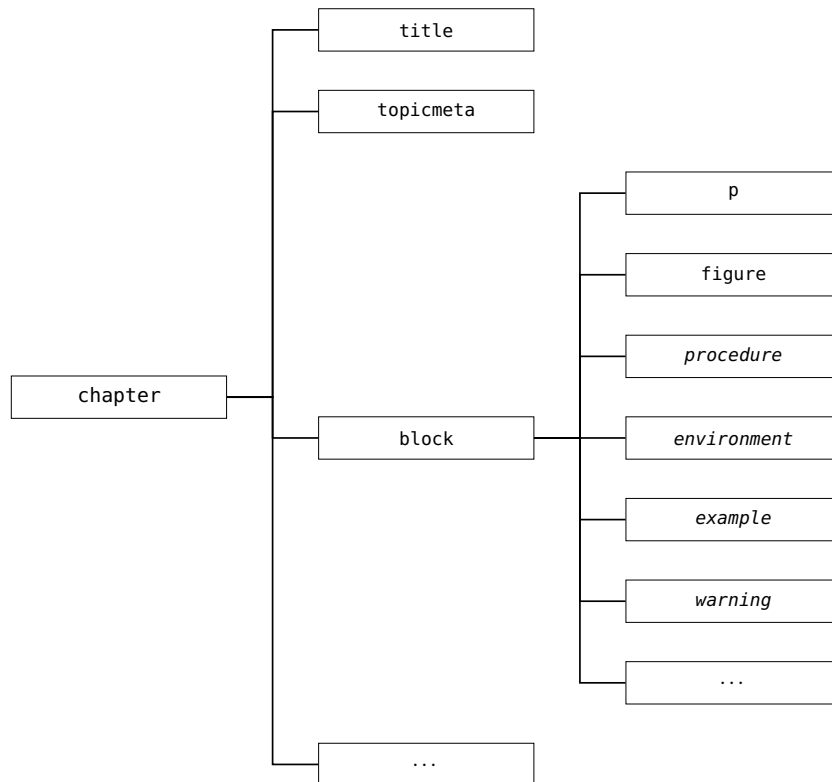 title
topicmeta
p
figure
procedure
chapter
block
environment
example
warning
...
...